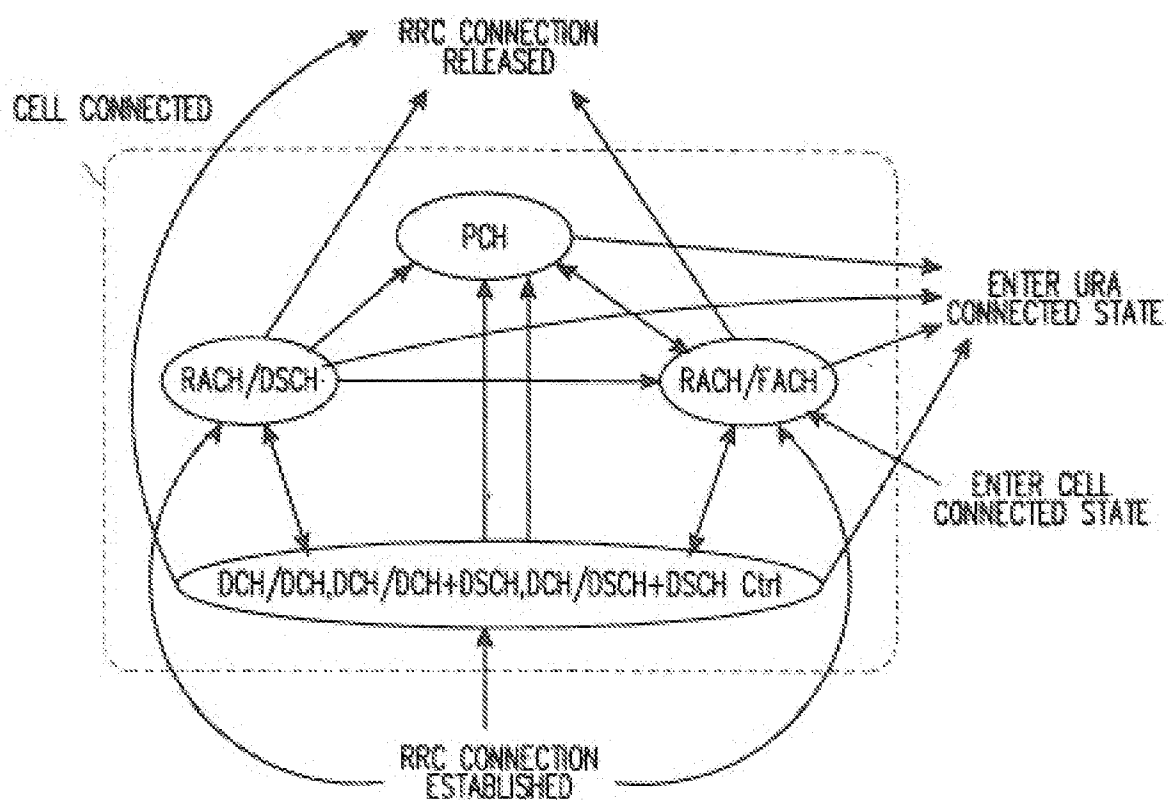 RRC CONNECTION
RELEASED
CELL CONNECTED
PCH
ENTER URA
CONNECTED STATE
RACH/DSCH
RACH/FACH
ENTER CELL
CONNECTED STATE
DCH/DCH,DCH/DCH+DSCH,DCH/DSCH+DSCH Ctrl
RRC CONNECTION
ESTABLISHED